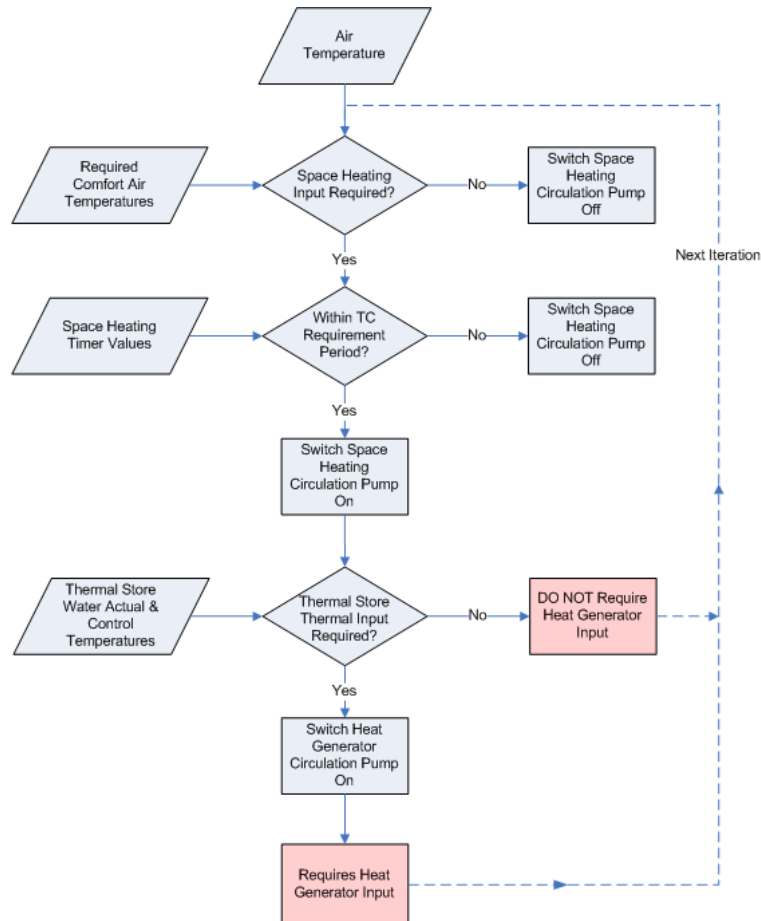 Air
Temperature
Required
Comfort Air
Temperatures
Space Heating
Input Required?
No
Switch Space
Heating
Circulation Pump
Off
Yes
Next Iteration
Space Heating
Timer Values
Within TC
Requirement
Period?
No
Switch Space
Heating
Circulation Pump
Off
Yes
Switch Space
Heating
Circulation Pump
On
Thermal Store
Water Actual &
Control
Temperatures
Thermal Store
Thermal Input
Required?
No
DO NOT Require
Heat Generator
Input
Yes
Switch Heat
Generator
Circulation Pump
On
Requires Heat
Generator Input